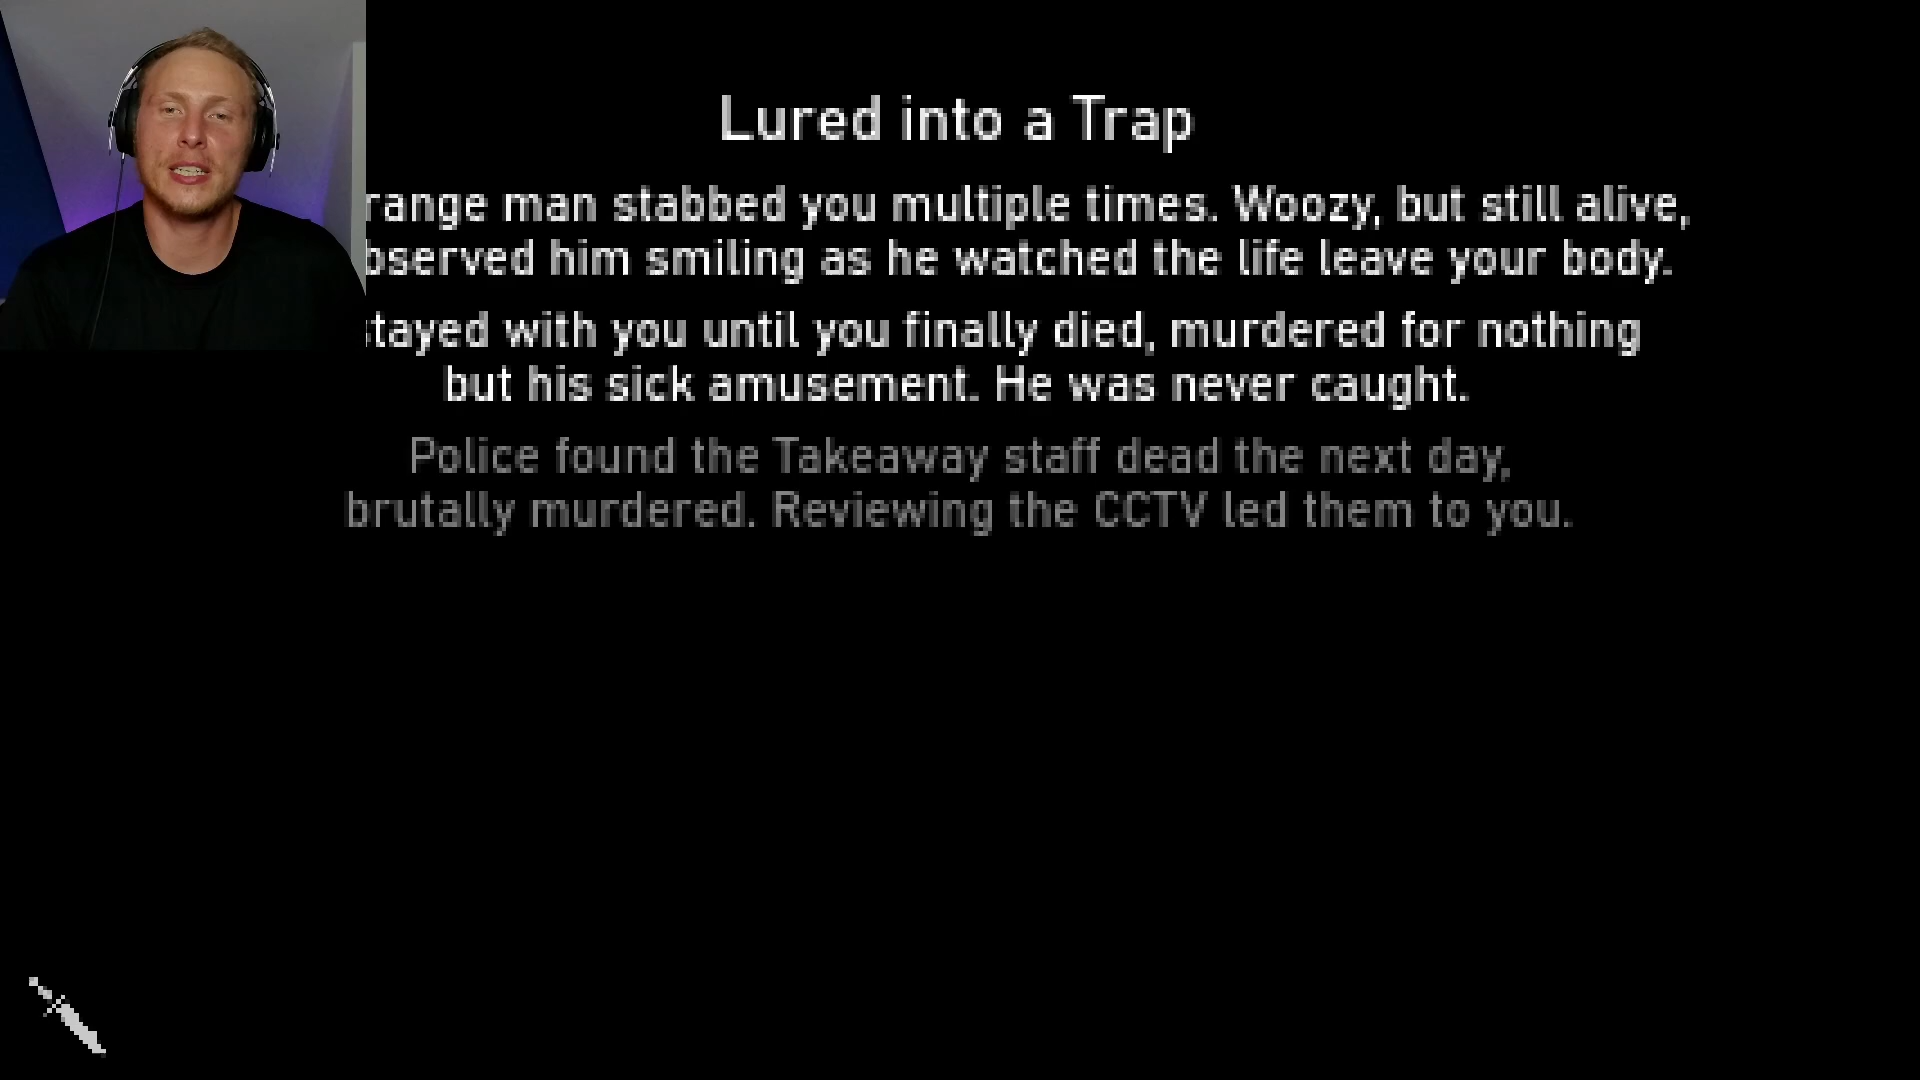 Lured into a Trap
range man stabbed you multiple times. Woozy, but still alive,
bserved him smiling as he watched the life leave your body.
stayed with you until you finally died, murdered for nothing
but his sick amusement. He was never caught.
Police found the Takeaway staff dead the next day,
brutally murdered. Reviewing the CCTV led them to you.